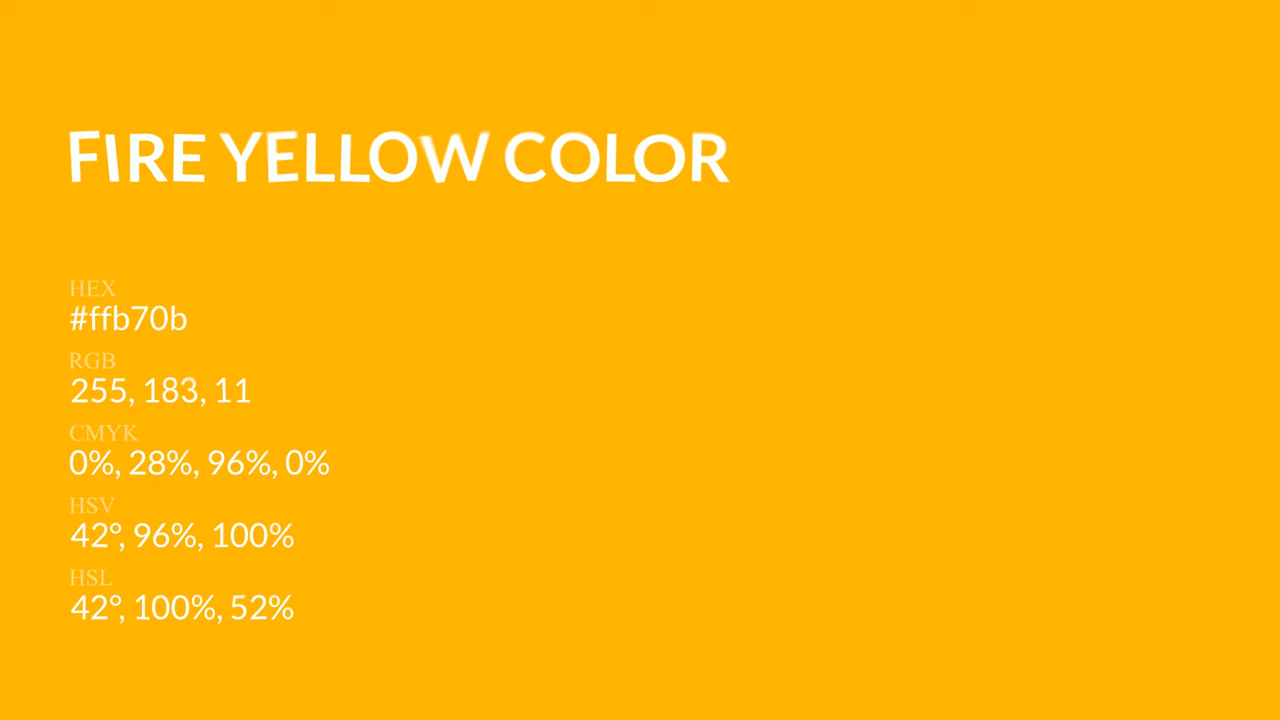 FIRE YELLOW COLOR
HEX
#ffb70b
RGB
255, 183, 11
CMYK
0%, 28%, 96%, 0%
HSV
42°, 96%, 100%
HSL
42°, 100%, 52%